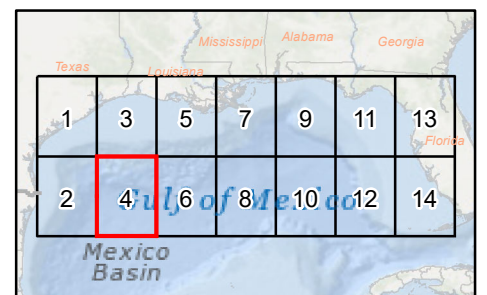 Mississippi Alabama Georgia
Texas Louisiana
1 3 5 7 9 11 13
Florida
2 4 6 8 10 12 14
Gulf of Mexico
Mexico
Basin